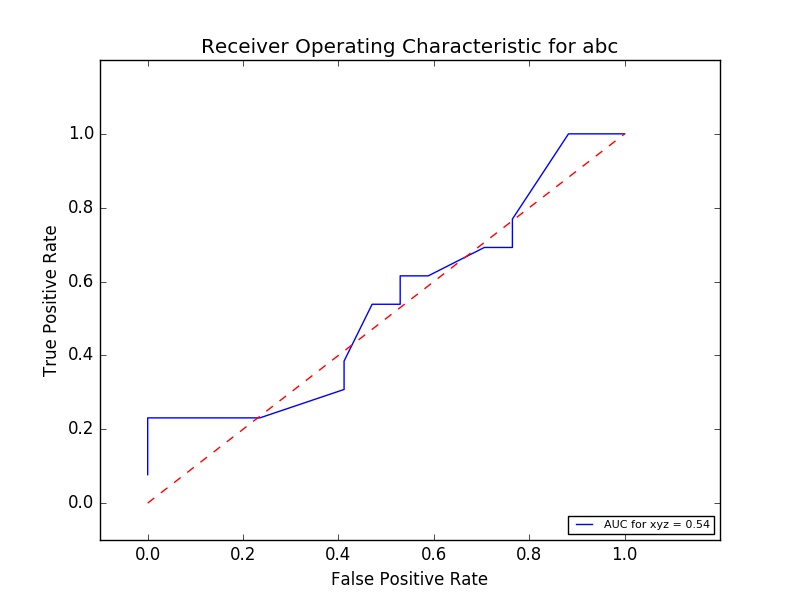 Receiver Operating Characteristic for abc
1.0
0.8
0.6
0.4
0.2
0.0
True Positive Rate
AUC for xyz = 0.54
0.0 0.2 0.4 0.6 0.8 1.0
False Positive Rate